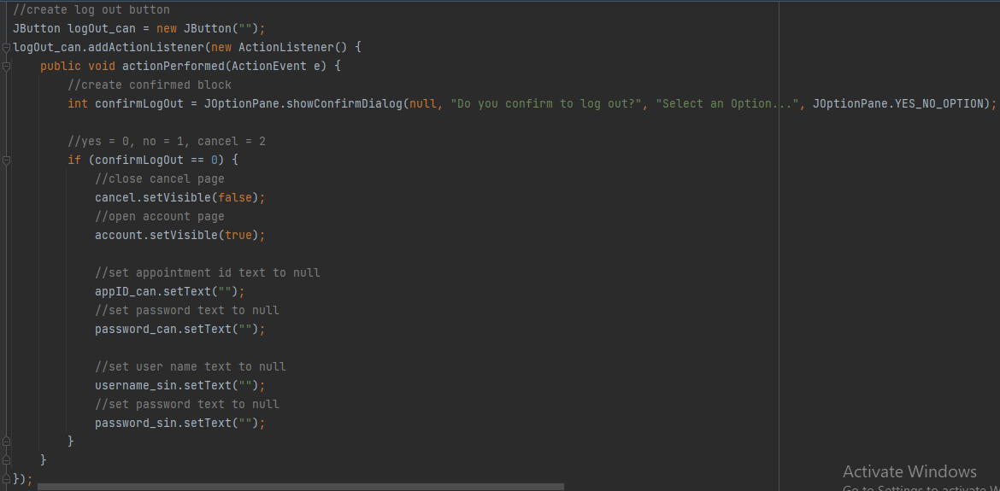 //create log out button
JButton logOut_can = new JButton("");
logOut_can.addActionListener(new ActionListener() {
    public void actionPerformed(ActionEvent e) {
        //create confirmed block
        int confirmLogOut = JOptionPane.showConfirmDialog(null, "Do you confirm to log out?", "Select an Option...", JOptionPane.YES_NO_OPTION);

        //yes = 0, no = 1, cancel = 2
        if (confirmLogOut == 0) {
            //close cancel page
            cancel.setVisible(false);
            //open account page
            account.setVisible(true);

            //set appointment id text to null
            appID_can.setText("");
            //set password text to null
            password_can.setText("");

            //set user name text to null
            username_sin.setText("");
            //set password text to null
            password_sin.setText("");
        }
    }
});
Activate Windows
Go to Settings to activate W